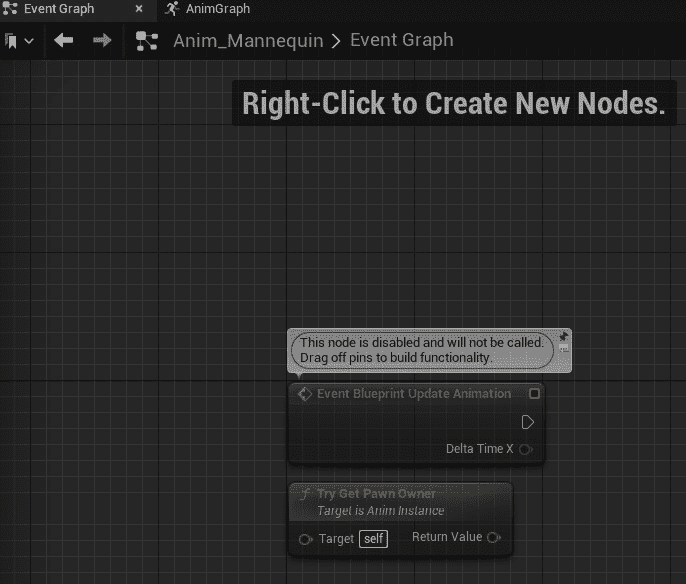 Event Graph
AnimGraph
Anim_Mannequin > Event Graph
Right-Click to Create New Nodes.
This node is disabled and will not be called.
Drag off pins to build functionality.
Event Blueprint Update Animation
Delta Time X
Try Get Pawn Owner
Target is Anim Instance
Target self Return Value